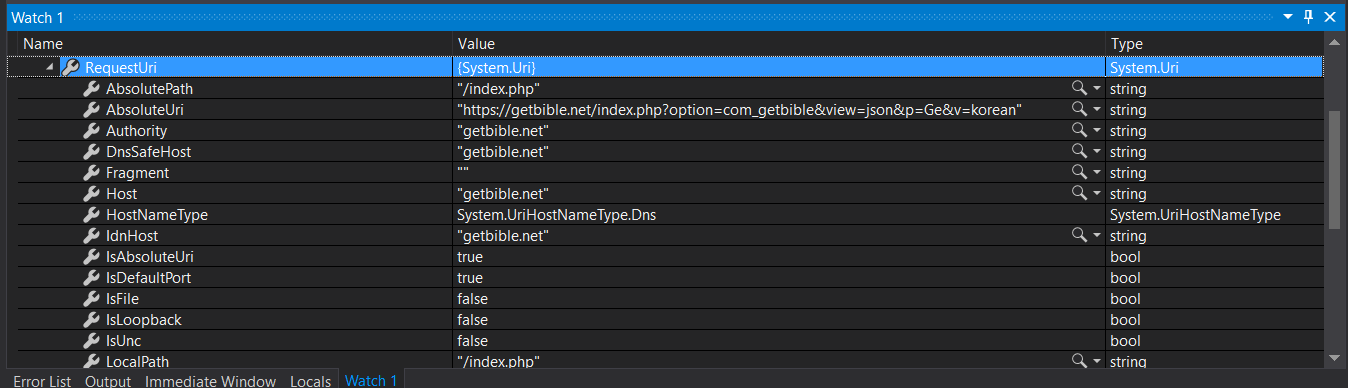 Watch 1
Name Value Type
RequestUri {System.Uri} System.Uri
AbsolutePath "/index.php" string
AbsoluteUri "https://getbible.net/index.php?option=com_getbible&view=json&p=Ge&v=korean" string
Authority "getbible.net" string
DnsSafeHost "getbible.net" string
Fragment "" string
Host "getbible.net" string
HostNameType System.UriHostNameType.Dns System.UriHostNameType
IdnHost "getbible.net" string
IsAbsoluteUri true bool
IsDefaultPort true bool
IsFile false bool
IsLoopback false bool
IsUnc false bool
LocalPath "/index.php" string
Error List Output Immediate Window Locals Watch 1